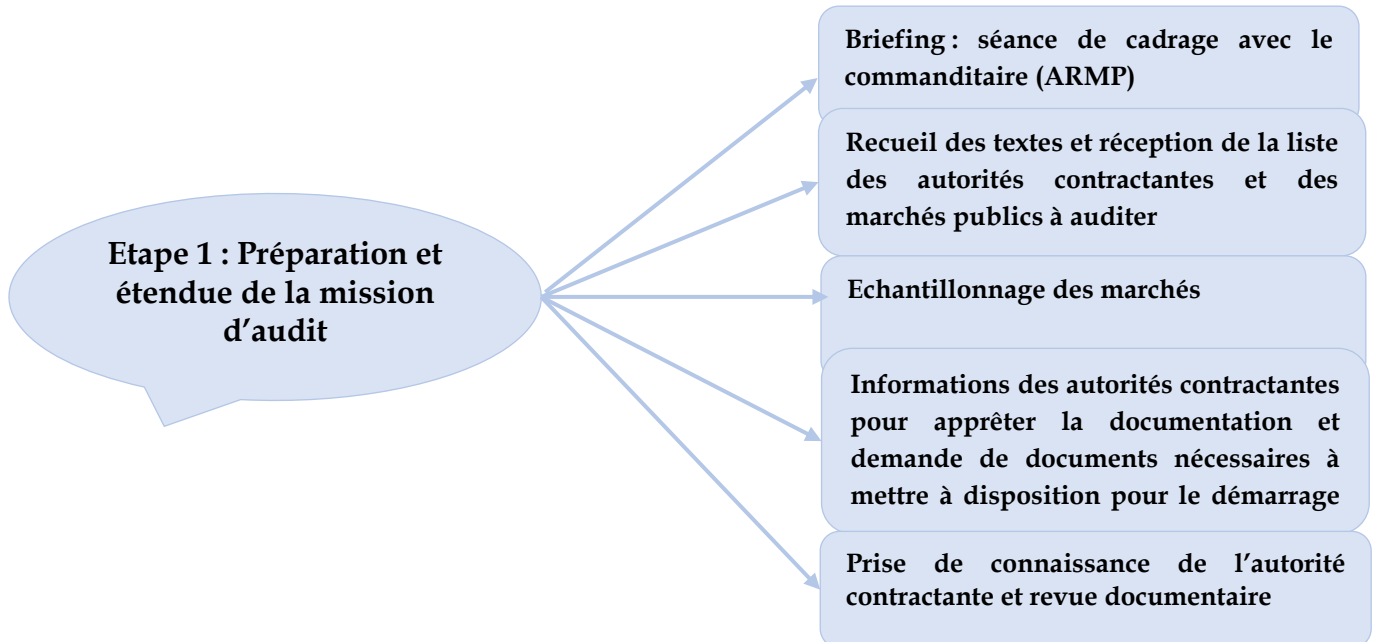 Etape 1 : Préparation et
étendue de la mission
d’audit
Briefing : séance de cadrage avec le
commanditaire (ARMP)
Recueil des textes et réception de la liste
des autorités contractantes et des
marchés publics à auditer
Echantillonnage des marchés
Informations des autorités contractantes
pour apprêter la documentation et
demande de documents nécessaires à
mettre à disposition pour le démarrage
Prise de connaissance de l’autorité
contractante et revue documentaire